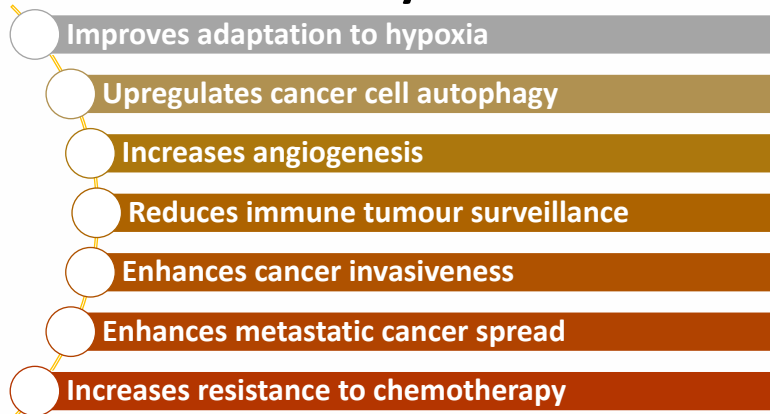 Improves adaptation to hypoxia
Upregulates cancer cell autophagy
Increases angiogenesis
Reduces immune tumour surveillance
Enhances cancer invasiveness
Enhances metastatic cancer spread
Increases resistance to chemotherapy